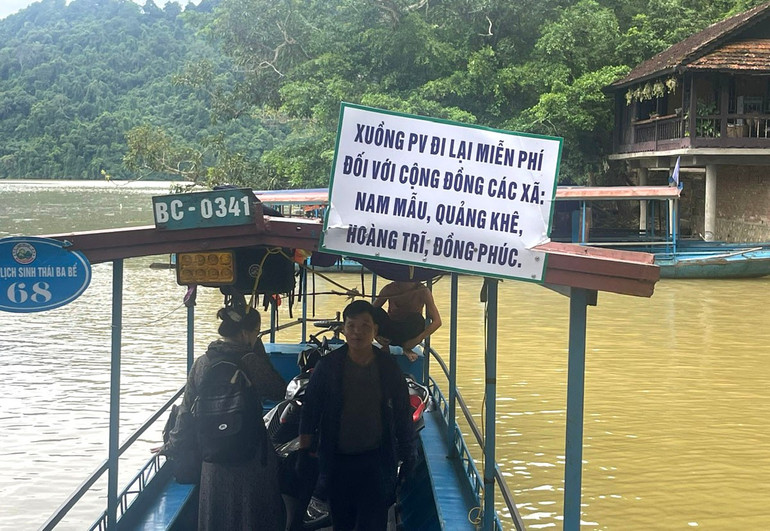 XUỒNG PV ĐI LẠI MIỄN PHÍ
ĐỐI VỚI CỘNG ĐỒNG CÁC XÃ:
NAM MẪU, QUẢNG KHÊ,
HOÀNG TRĨ, ĐỒNG PHÚC.
BC - 0341
LỊCH SINH THÁI BA BỂ
68